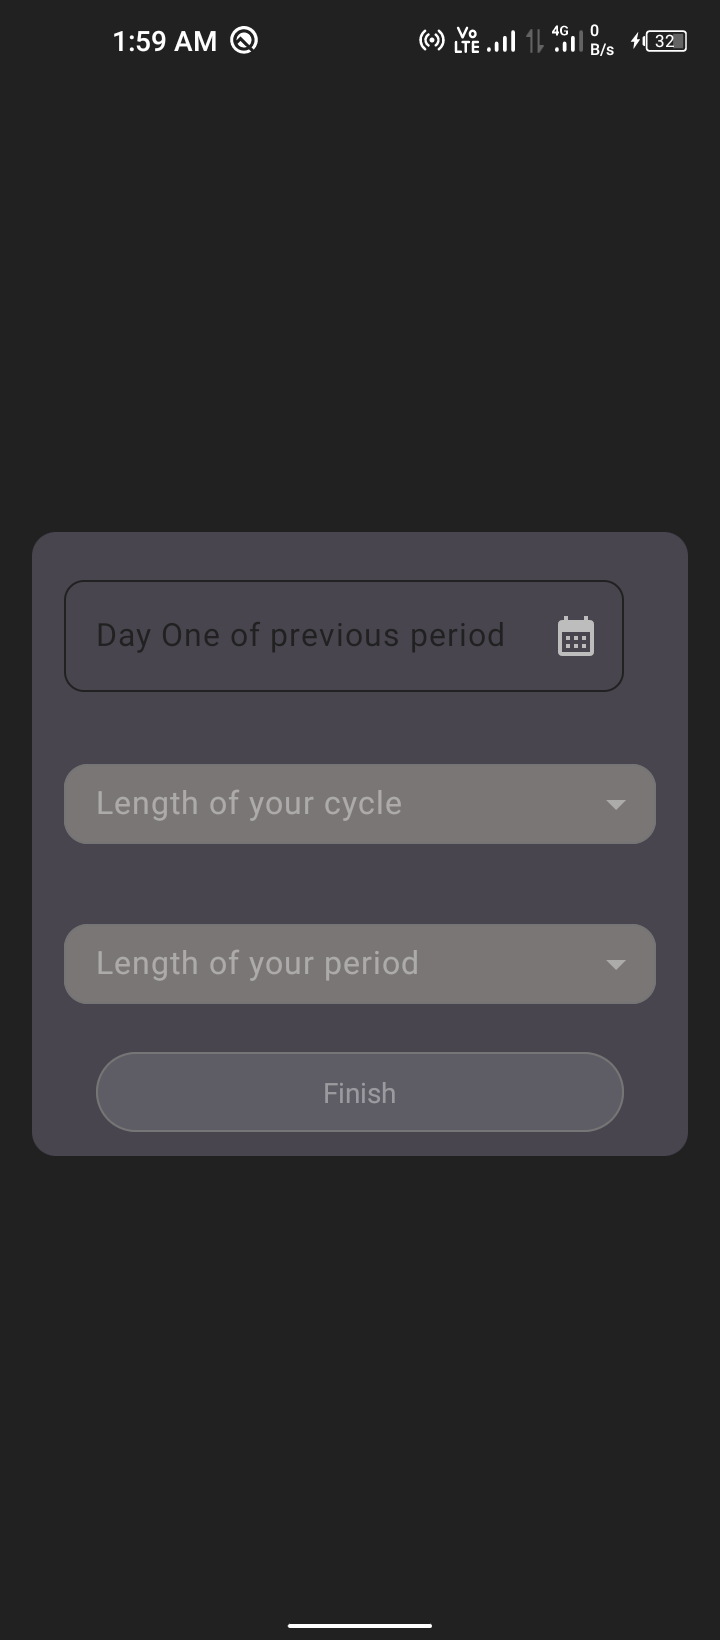 1:59 AM Vo LTE 4G 0 B/s 32
Day One of previous period
Length of your cycle
Length of your period
Finish